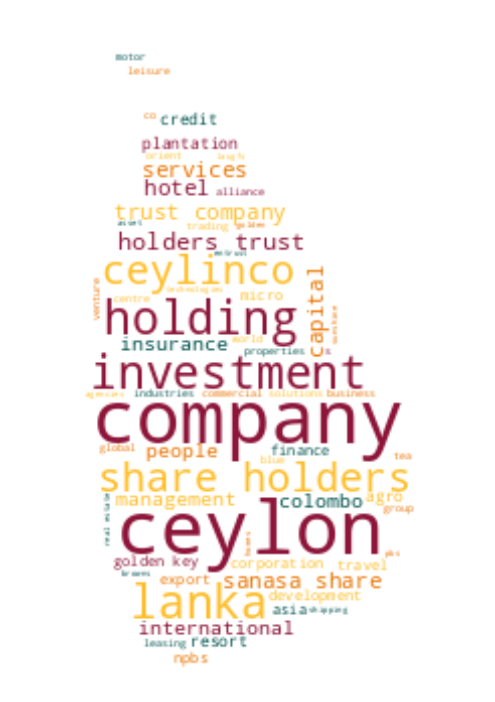 motor
leisure
co credit
plantation
orient
services
hotel alliance
trust company
asset trading golden
holders trust
ceylinco
technologies
venture
centre micro
capital
holding
insurance world
properties s
investment
agencies industries commercial solutions business
company
global people finance tea
blue
share holders
management colombo agro
group
real estate
ceylon
golden key corporation travel
export sanasa share
lanka development
asia shipping
international
leasing resort
npbs